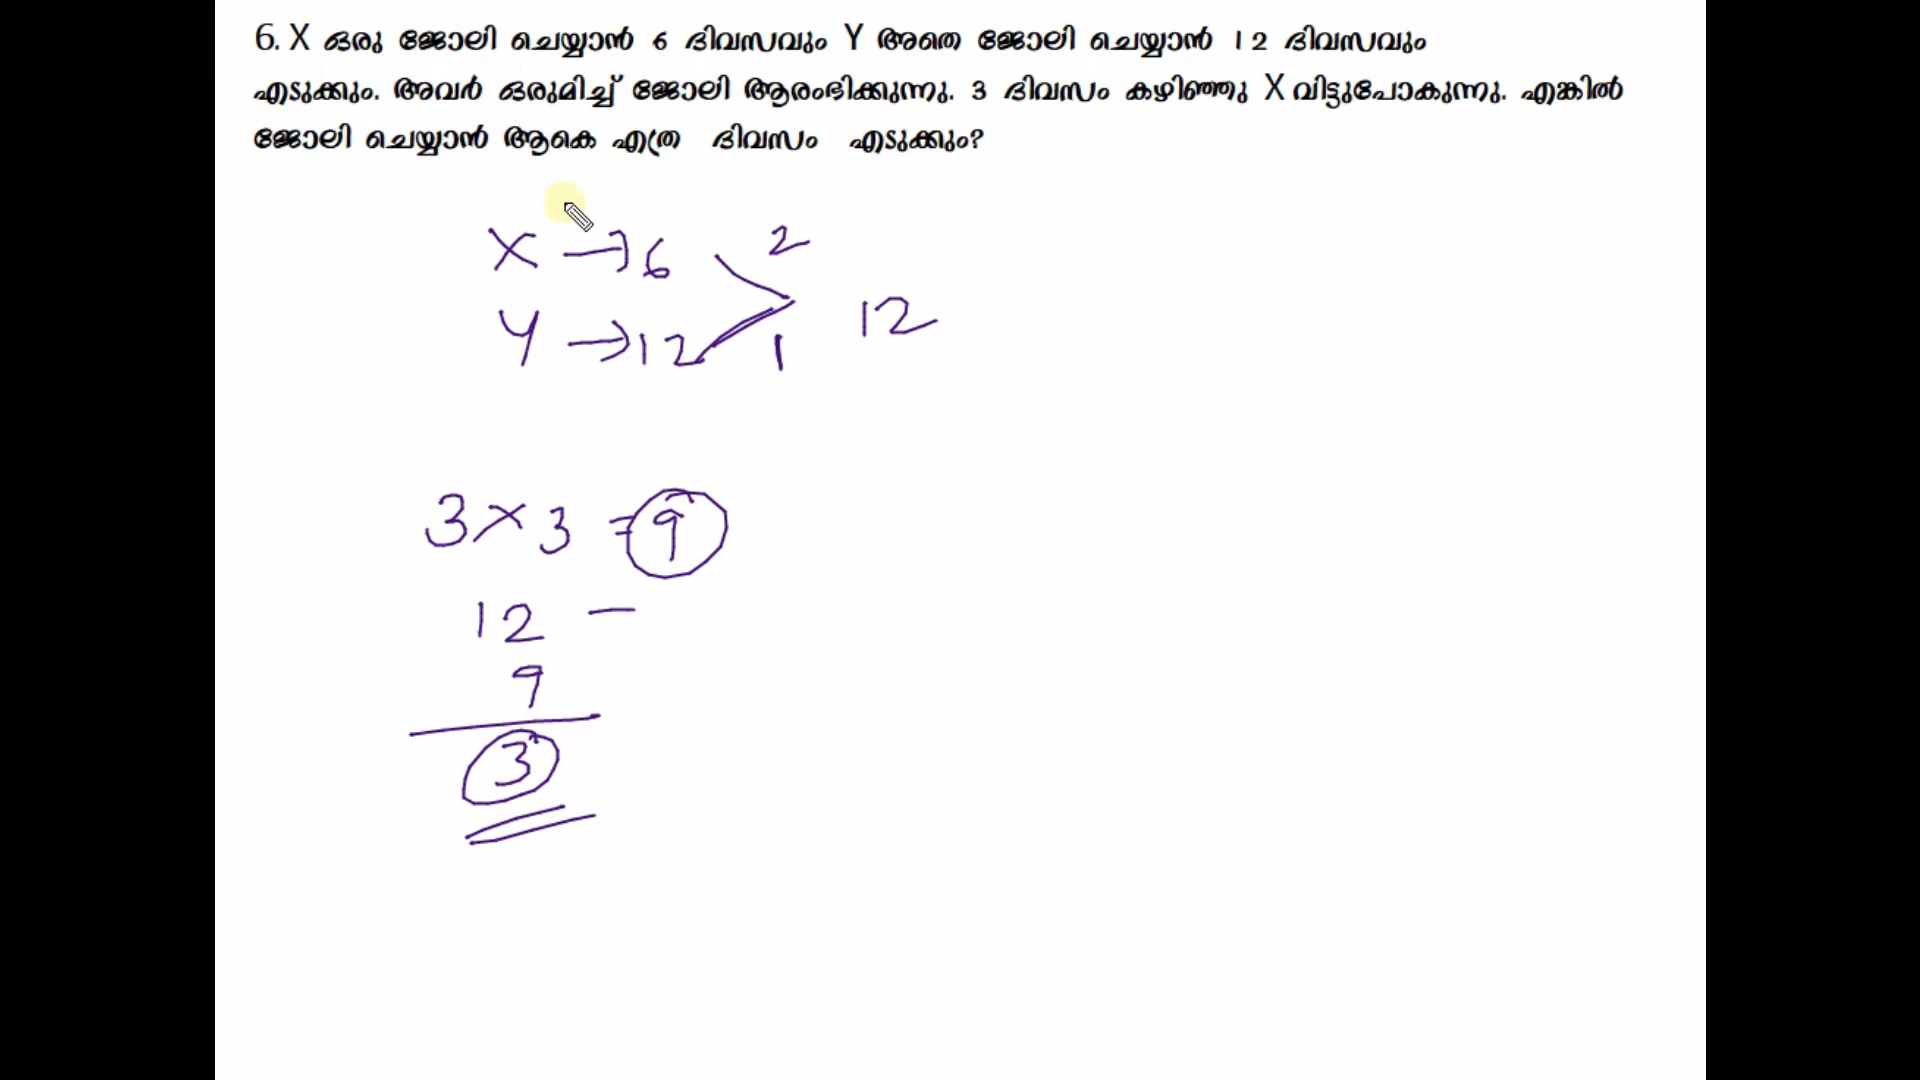 6. X ഒരു ജോലി ചെയ്യാൻ 6 ദിവസവും Y അതെ ജോലി ചെയ്യാൻ 12 ദിവസവും
എടുക്കും. അവർ ഒരുമിച്ച് ജോലി ആരംഭിക്കുന്നു. 3 ദിവസം കഴിഞ്ഞു X വിട്ടുപോകുന്നു. എങ്കിൽ
ജോലി ചെയ്യാൻ ആകെ എത്ര ദിവസം എടുക്കും?
X → 6 2
12
Y → 12 1
3 × 3 = 9
12 −
9
3